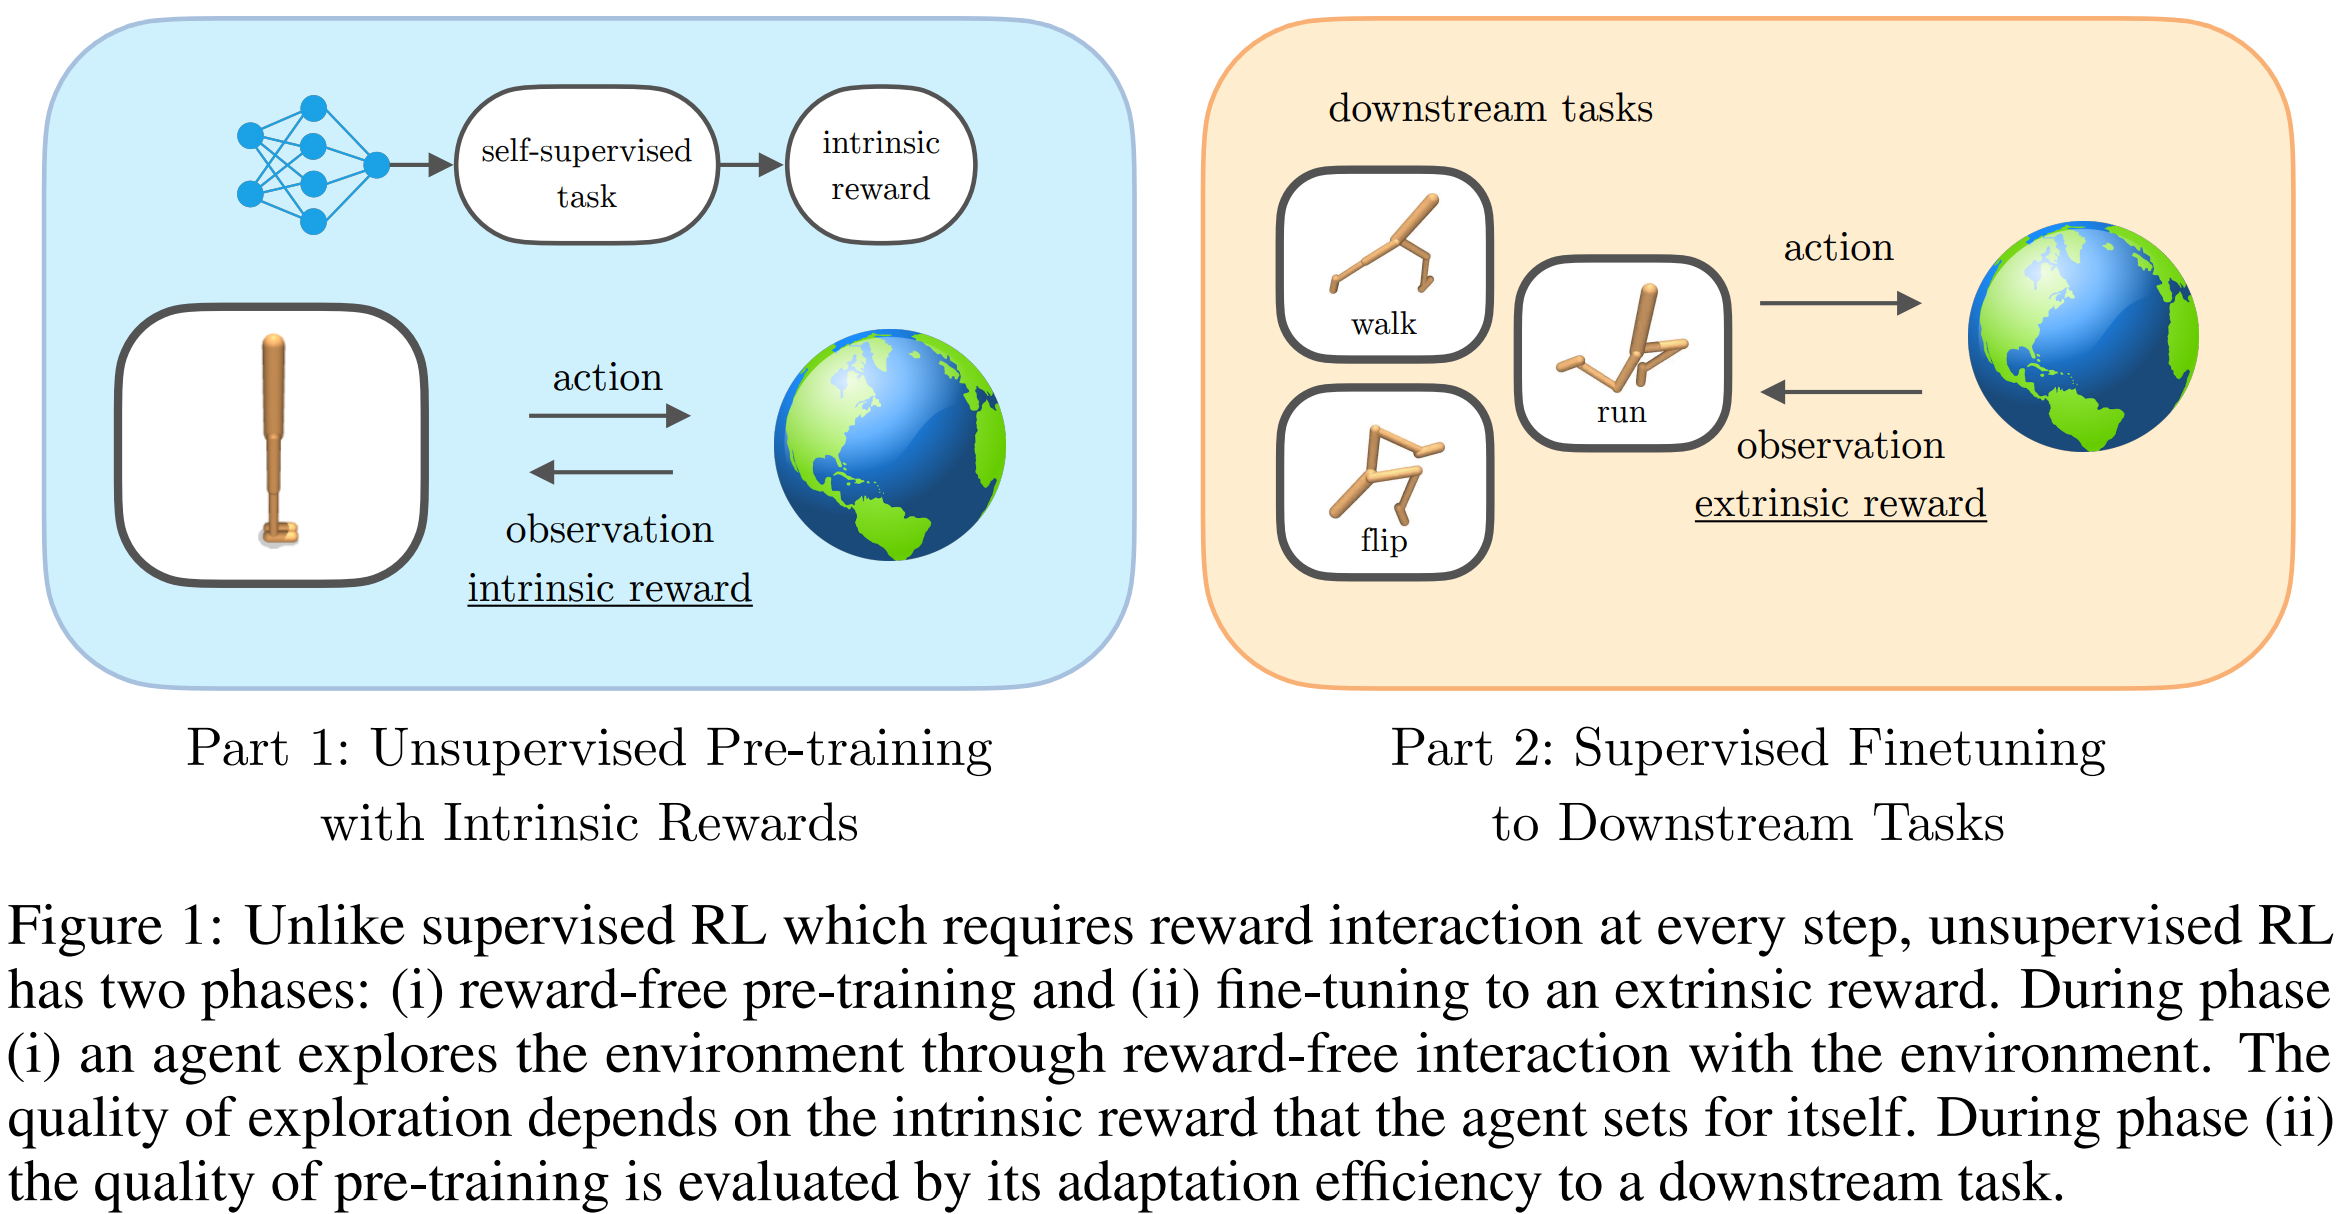 self-supervised
task
intrinsic
reward
action
observation
intrinsic reward
Part 1: Unsupervised Pre-training
with Intrinsic Rewards
downstream tasks
walk
run
flip
action
observation
extrinsic reward
Part 2: Supervised Finetuning
to Downstream Tasks
Figure 1: Unlike supervised RL which requires reward interaction at every step, unsupervised RL
has two phases: (i) reward-free pre-training and (ii) fine-tuning to an extrinsic reward. During phase
(i) an agent explores the environment through reward-free interaction with the environment. The
quality of exploration depends on the intrinsic reward that the agent sets for itself. During phase (ii)
the quality of pre-training is evaluated by its adaptation efficiency to a downstream task.